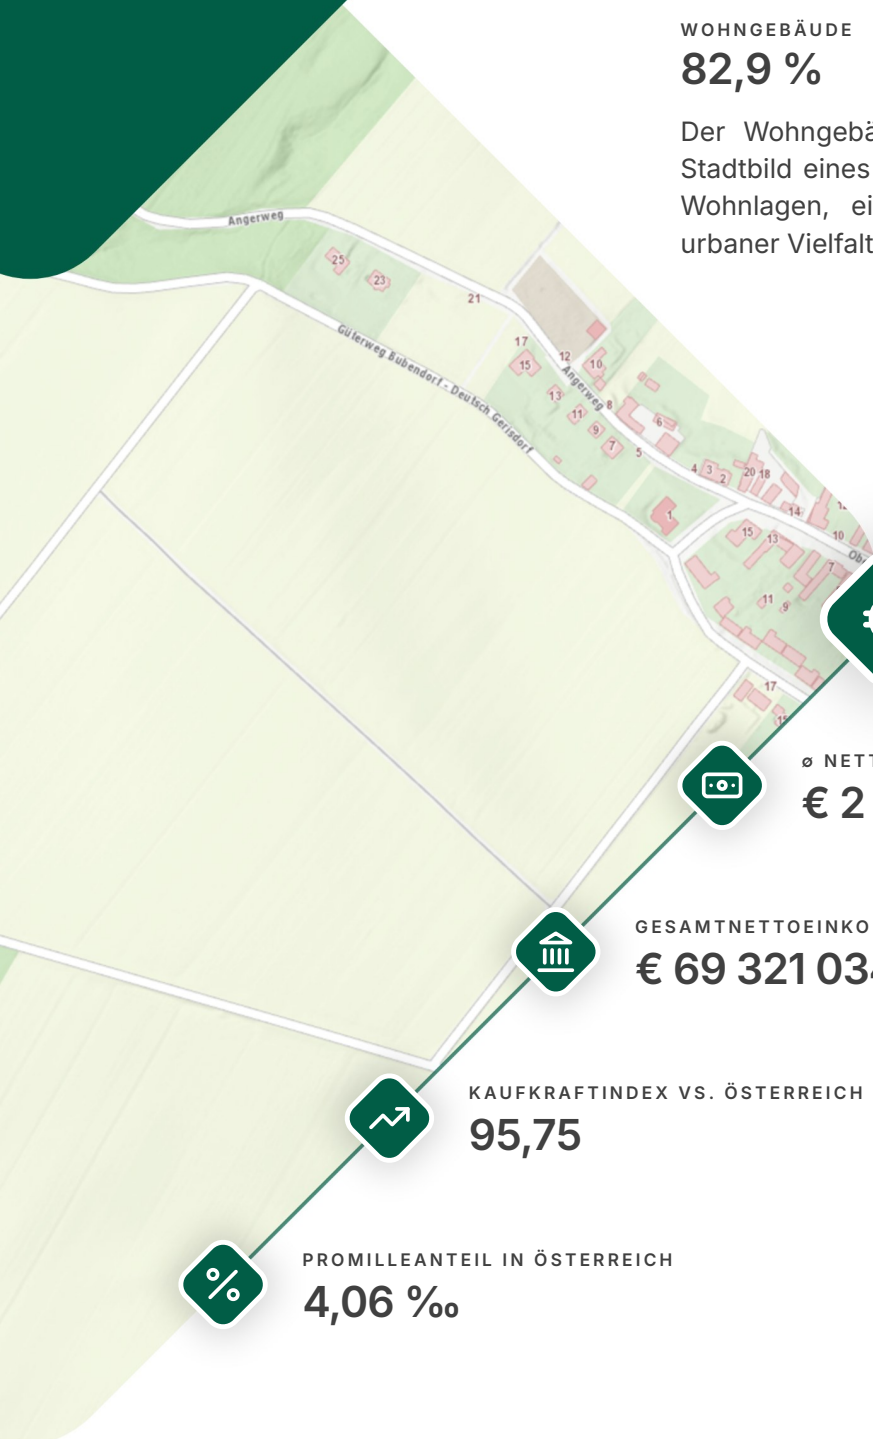 WOHNGEBÄUDE
82,9 %
Der Wohngebä
Stadtbild eines
Wohnlagen, ei
urbaner Vielfalt
Angerweg
25
23
21
Güterweg Bubendorf - Deutsch Gerisdorf
17
15
12
10
Angerweg
13
11
8
9
6
7
5
4
3
2
20
18
14
1
15
13
10
7
11
9
17
ø NETT
€ 2
GESAMTNETTOEINKO
€ 69 321 034
KAUFKRAFTINDEX VS. ÖSTERREICH
95,75
PROMILLEANTEIL IN ÖSTERREICH
4,06 ‰